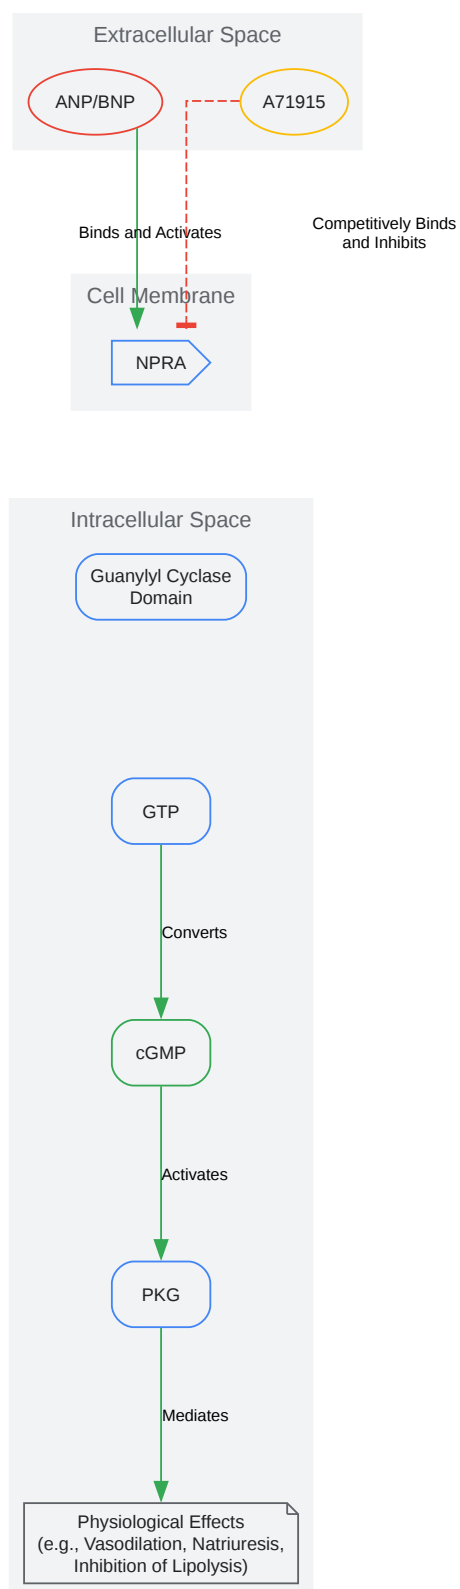 Extracellular Space
ANP/BNP
A71915
Competitively Binds
and Inhibits
Binds and Activates
Cell Membrane
NPRA
Intracellular Space
Guanylyl Cyclase
Domain
GTP
Converts
cGMP
Activates
PKG
Mediates
Physiological Effects
(e.g., Vasodilation, Natriuresis,
Inhibition of Lipolysis)